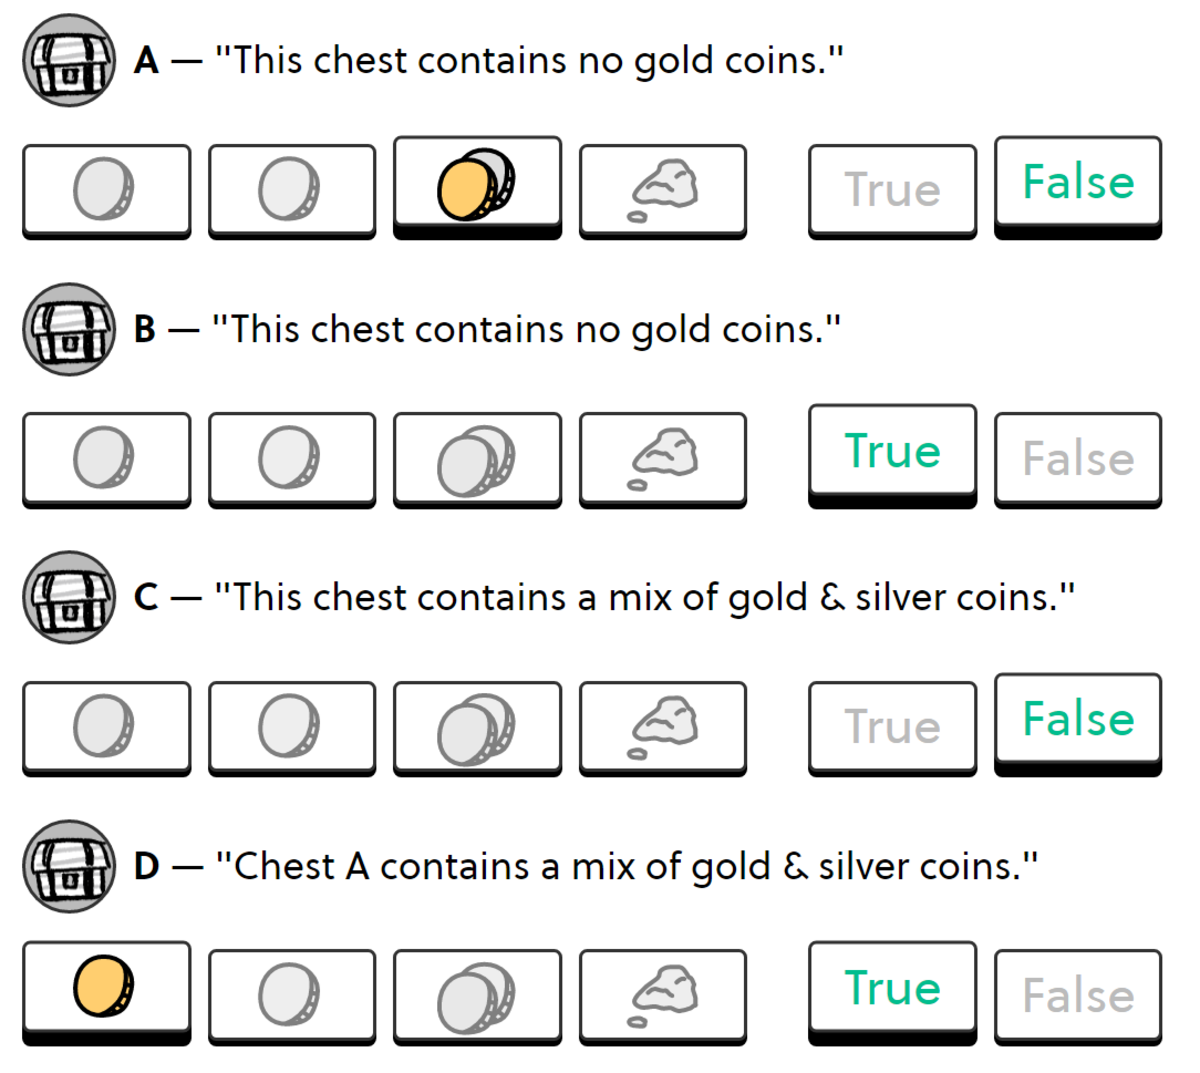 A — "This chest contains no gold coins."
True False
B — "This chest contains no gold coins."
True False
C — "This chest contains a mix of gold & silver coins."
True False
D — "Chest A contains a mix of gold & silver coins."
True False